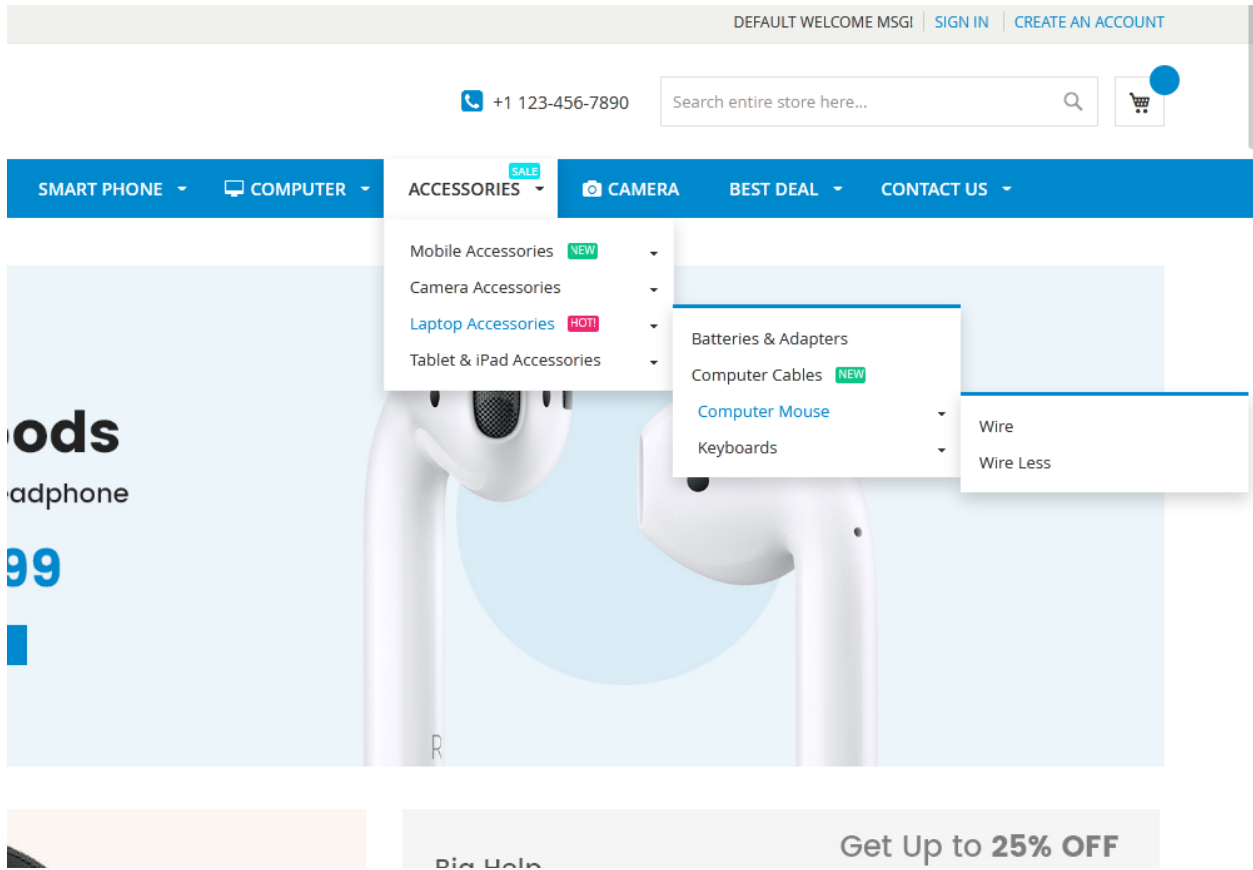 DEFAULT WELCOME MSG! SIGN IN CREATE AN ACCOUNT
+1 123-456-7890 Search entire store here...
SALE
SMART PHONE COMPUTER ACCESSORIES CAMERA BEST DEAL CONTACT US
Mobile Accessories NEW
Camera Accessories
Laptop Accessories HOT!
Tablet & iPad Accessories
Batteries & Adapters
Computer Cables NEW
Computer Mouse
Keyboards
Wire
Wire Less
ods
adphone
99
R
Get Up to 25% OFF
Big Help